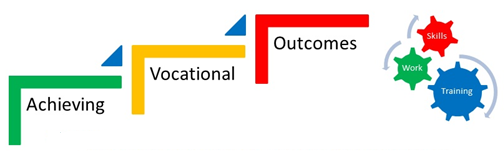 Achieving
Vocational
Outcomes
Skills
Work
Training